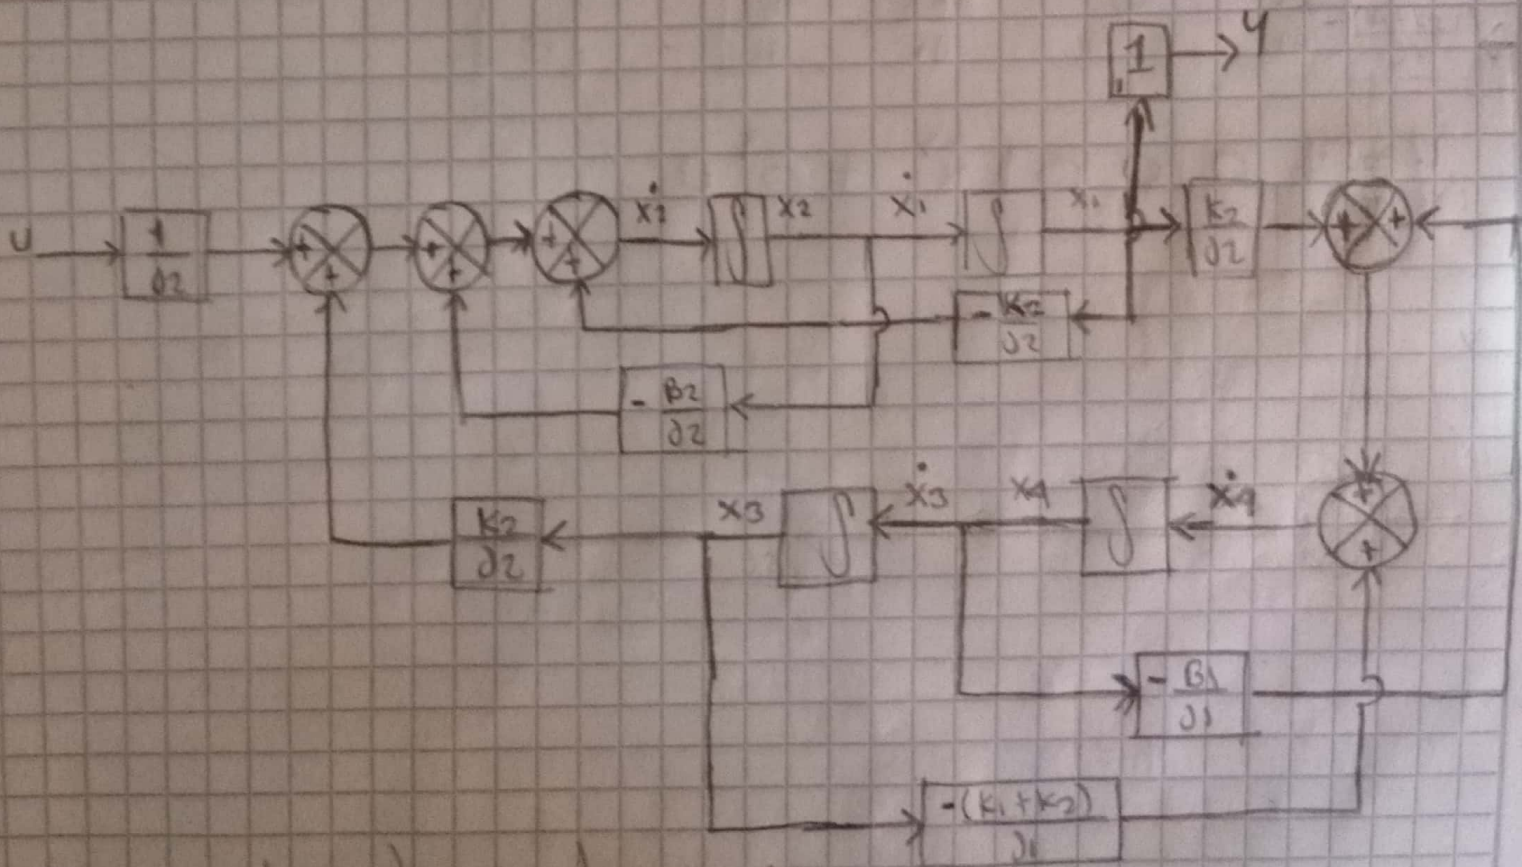 1 → y
u
1/J2
+ +
+ +
+ +
ẋ2
∫
x2
ẋ1
∫
x1
K2/J2
+ +
-K2/J2
-B2/J2
K2/J2
x3
∫
ẋ3
x4
∫
ẋ4
+
+
-B1/J1
-(K1+K2)/J1